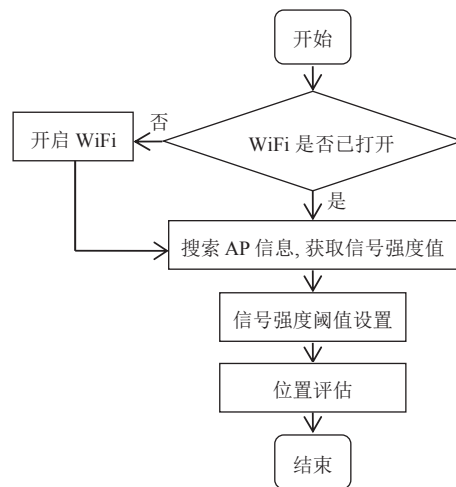 开始
否
开启 WiFi
WiFi 是否已打开
是
搜索 AP 信息, 获取信号强度值
信号强度阈值设置
位置评估
结束